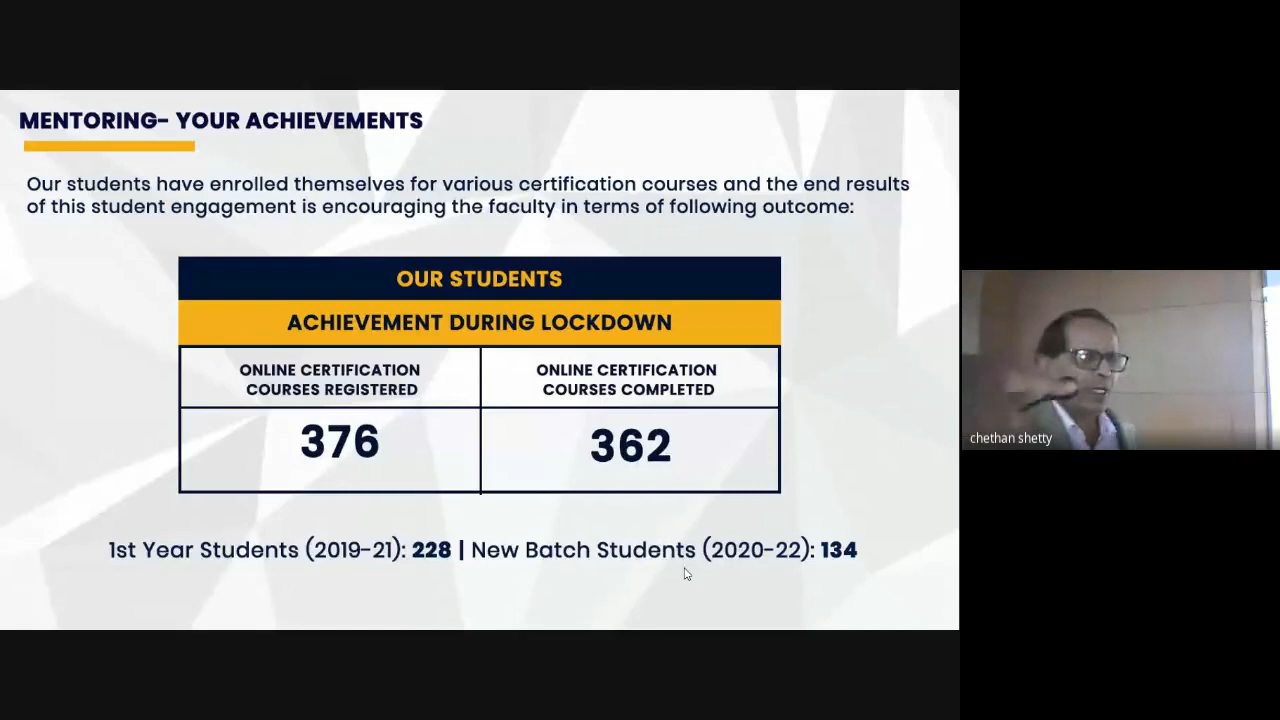 MENTORING- YOUR ACHIEVEMENTS
Our students have enrolled themselves for various certification courses and the end results
of this student engagement is encouraging the faculty in terms of following outcome:
OUR STUDENTS
ACHIEVEMENT DURING LOCKDOWN
ONLINE CERTIFICATION
COURSES REGISTERED
ONLINE CERTIFICATION
COURSES COMPLETED
376
362
1st Year Students (2019-21): 228 | New Batch Students (2020-22): 134
chethan shetty